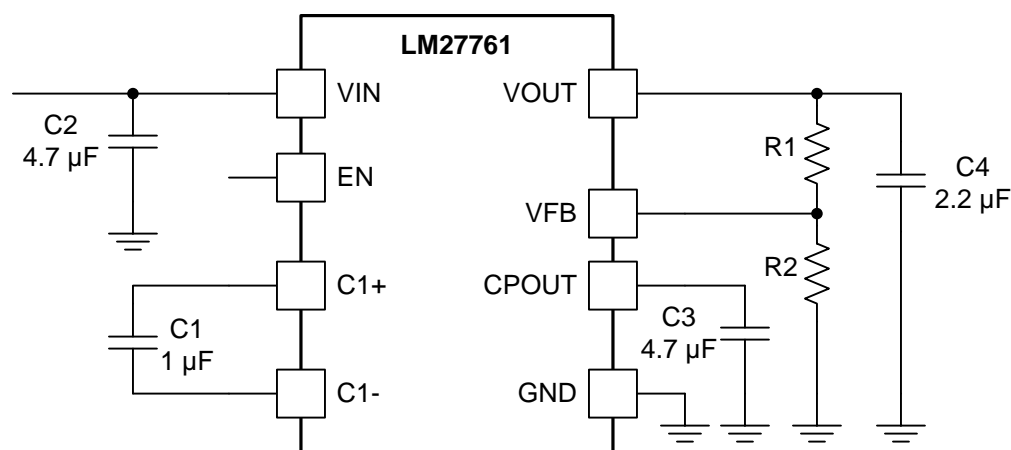 LM27761
VIN
VOUT
C2
4.7 µF
R1
C4
2.2 µF
EN
VFB
R2
C1+
CPOUT
C1
1 µF
C3
4.7 µF
C1-
GND